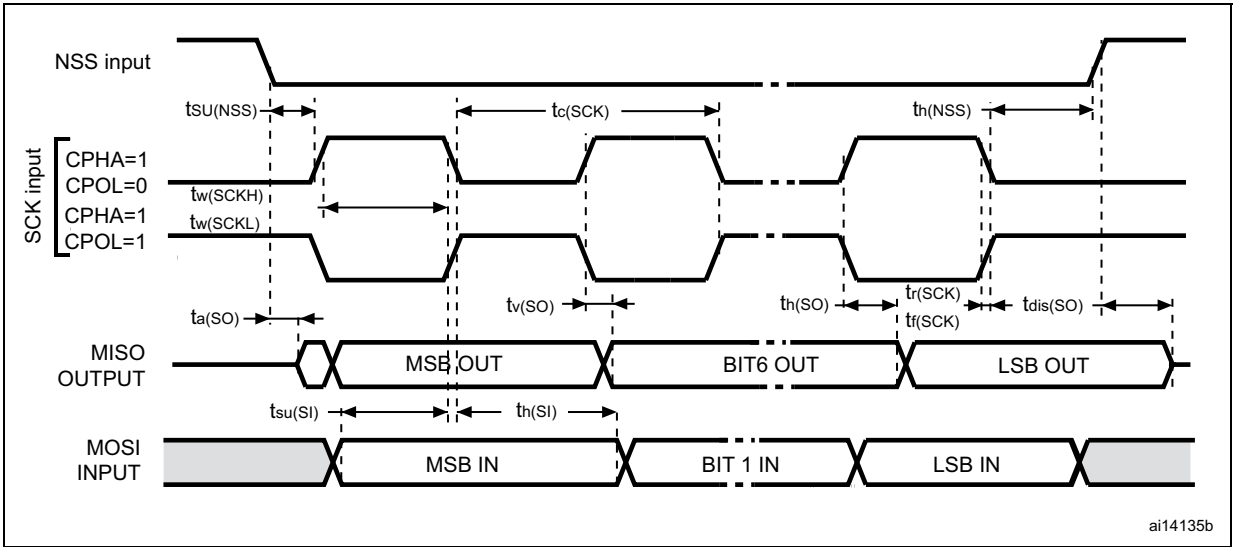 NSS input
tSU(NSS)
tc(SCK)
th(NSS)
SCK input
CPHA=1
CPOL=0
tw(SCKH)
CPHA=1
tw(SCKL)
CPOL=1
ta(SO)
tv(SO)
th(SO)
tr(SCK)
tf(SCK)
tdis(SO)
MISO
OUTPUT
MSB OUT
BIT6 OUT
LSB OUT
tsu(SI)
th(SI)
MOSI
INPUT
MSB IN
BIT 1 IN
LSB IN
ai14135b